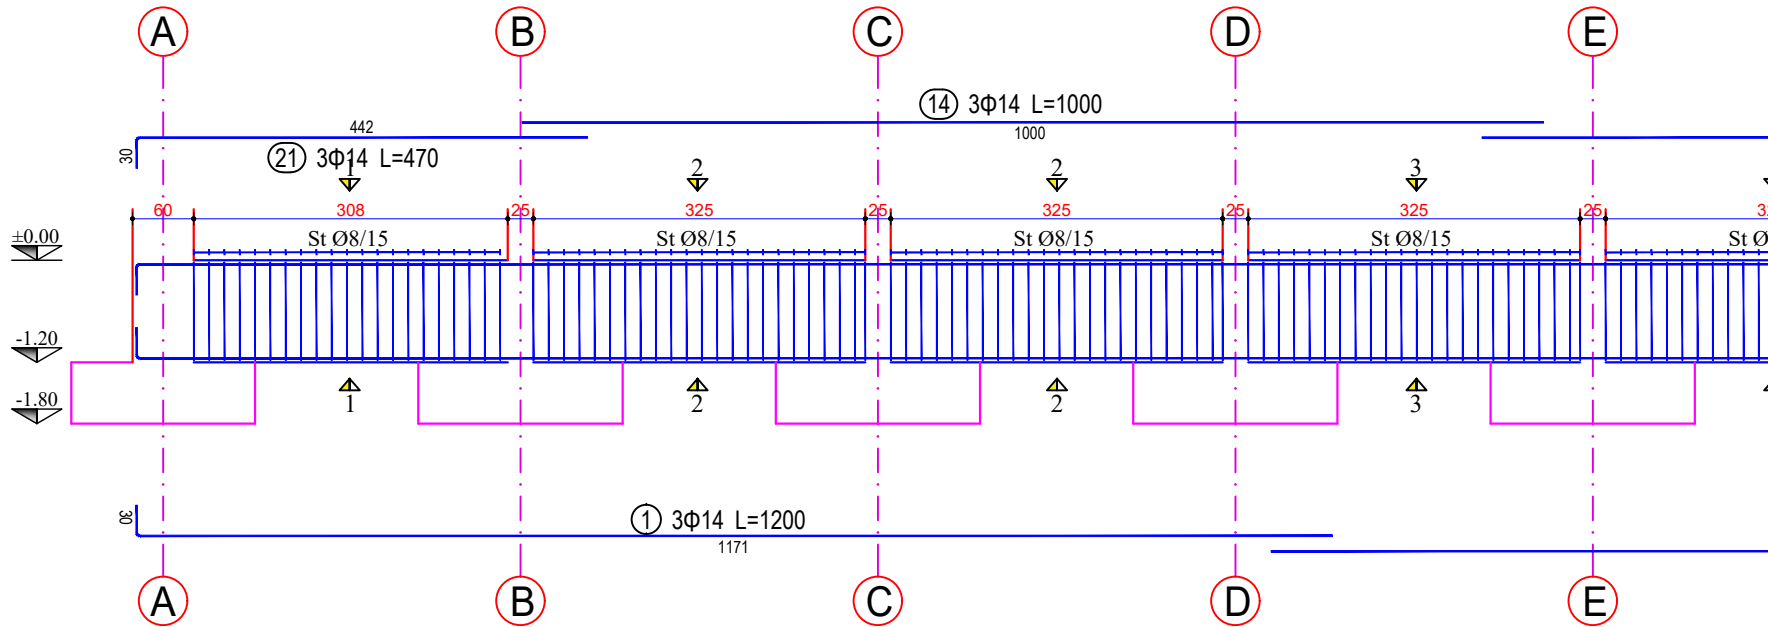 A B C D E
14 3Φ14 L=1000
1000
442
30
21 3Φ14 L=470
1 2 2 3
60 308 25 325 25 325 25 325 25
±0.00
St Ø8/15 St Ø8/15 St Ø8/15 St Ø8/15 St Ø
-1.20
-1.80
1 2 2 3
30
1 3Φ14 L=1200
1171
A B C D E